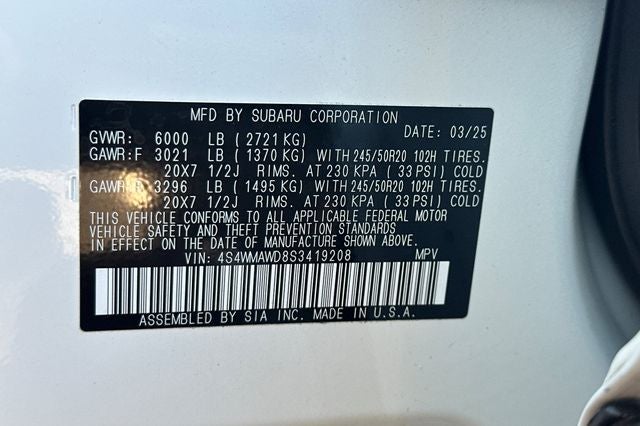 MFD BY SUBARU CORPORATION
GVWR: 6000 LB ( 2721 KG) DATE: 03/25
GAWR:F 3021 LB ( 1370 KG) WITH 245/50R20 102H TIRES.
20X7 1/2J RIMS. AT 230 KPA ( 33 PSI) COLD
GAWR:R 3296 LB ( 1495 KG) WITH 245/50R20 102H TIRES.
20X7 1/2J RIMS. AT 230 KPA ( 33 PSI) COLD
THIS VEHICLE CONFORMS TO ALL APPLICABLE FEDERAL MOTOR
VEHICLE SAFETY AND THEFT PREVENTION STANDARDS
IN EFFECT ON THE DATE OF MANUFACTURE SHOWN ABOVE.
VIN: 4S4WMAWD8S3419208 MPV
ASSEMBLED BY SIA INC. MADE IN U.S.A.